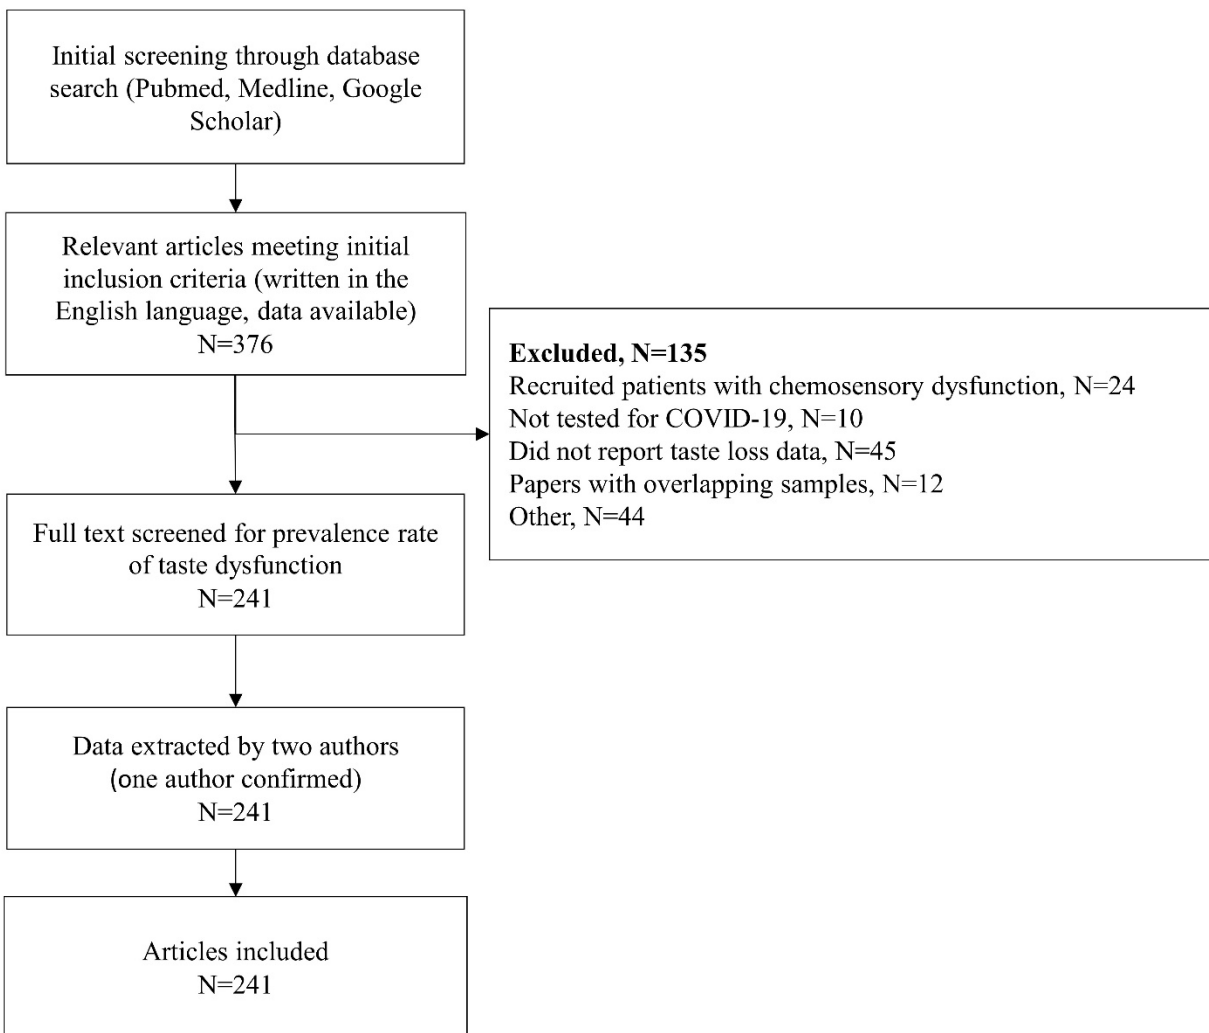 Initial screening through database
search (Pubmed, Medline, Google
Scholar)
Relevant articles meeting initial
inclusion criteria (written in the
English language, data available)
N=376
Excluded, N=135
Recruited patients with chemosensory dysfunction, N=24
Not tested for COVID-19, N=10
Did not report taste loss data, N=45
Papers with overlapping samples, N=12
Other, N=44
Full text screened for prevalence rate
of taste dysfunction
N=241
Data extracted by two authors
(one author confirmed)
N=241
Articles included
N=241